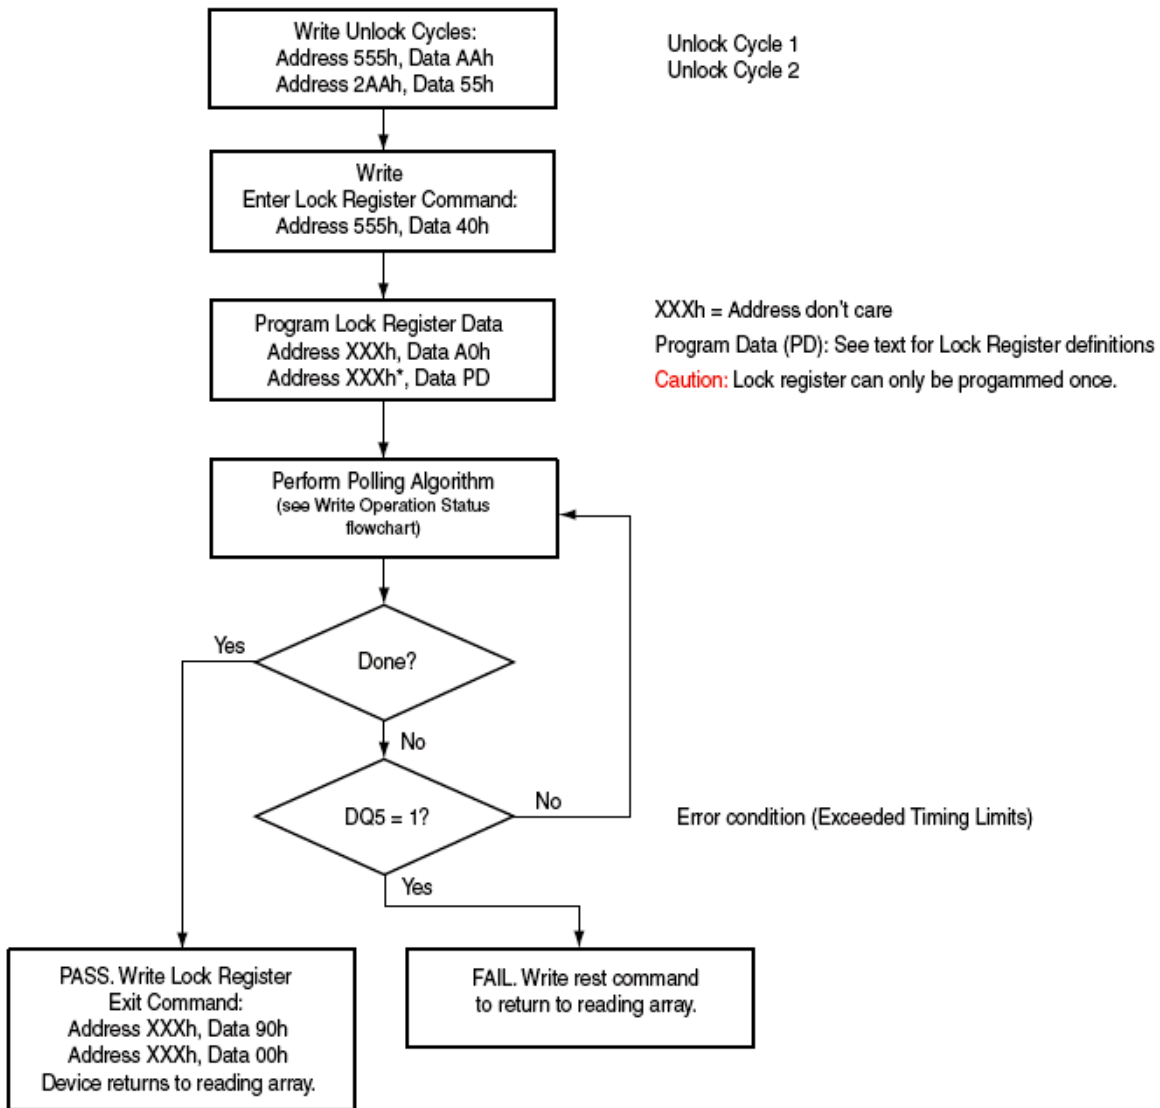 Write Unlock Cycles:
Address 555h, Data AAh
Address 2AAh, Data 55h
Unlock Cycle 1
Unlock Cycle 2
Write
Enter Lock Register Command:
Address 555h, Data 40h
Program Lock Register Data
Address XXXh, Data A0h
Address XXXh*, Data PD
XXXh = Address don't care
Program Data (PD): See text for Lock Register definitions
Caution: Lock register can only be progammed once.
Perform Polling Algorithm
(see Write Operation Status
flowchart)
Yes
Done?
No
DQ5 = 1?
No
Error condition (Exceeded Timing Limits)
Yes
PASS. Write Lock Register
Exit Command:
Address XXXh, Data 90h
Address XXXh, Data 00h
Device returns to reading array.
FAIL. Write rest command
to return to reading array.